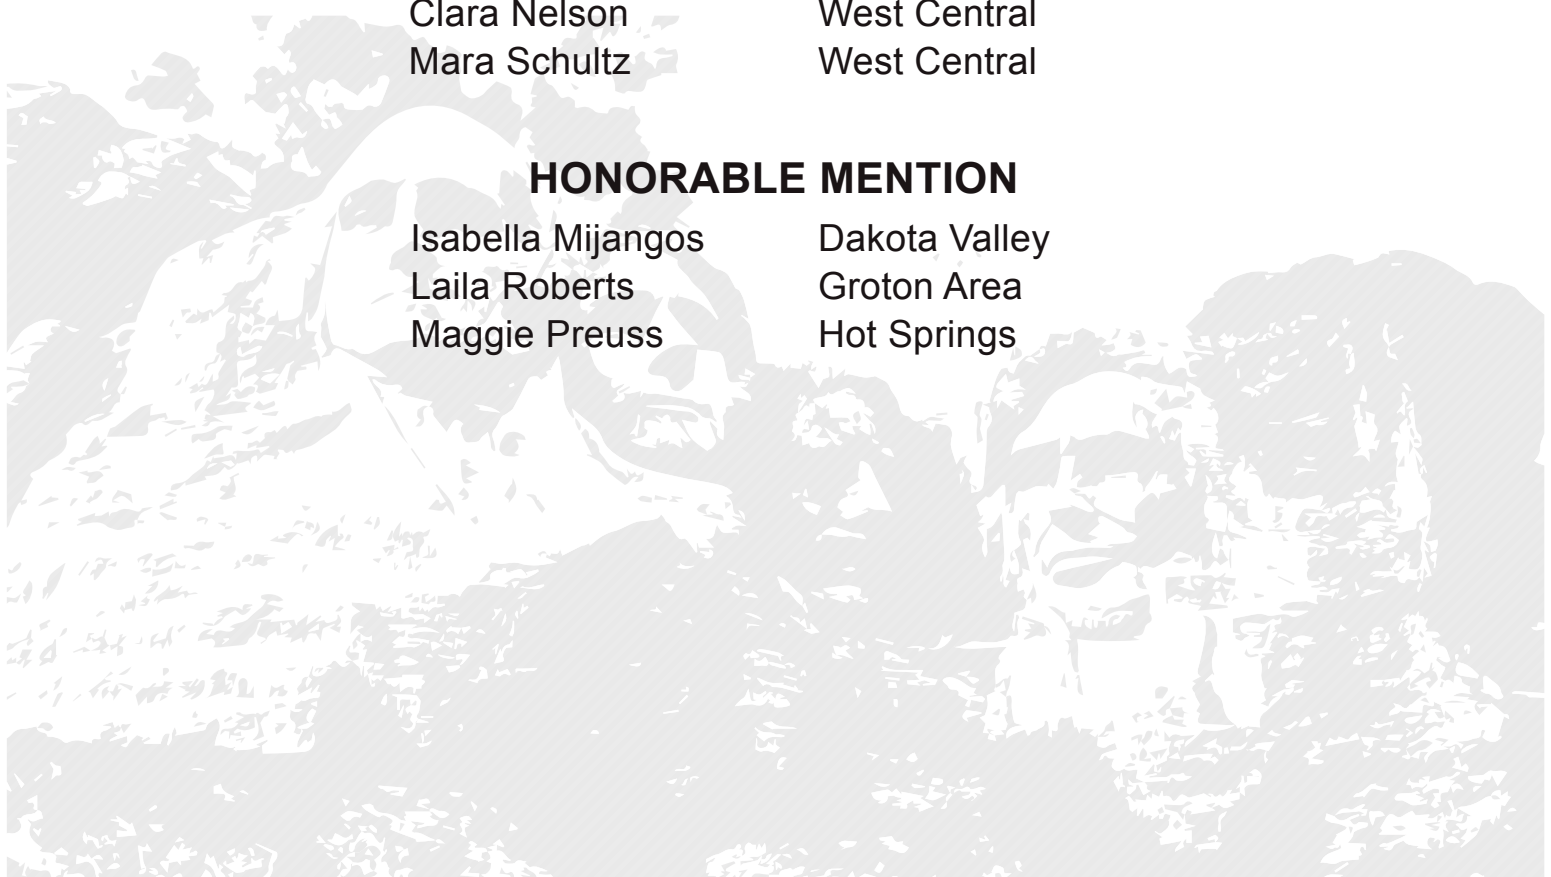 Clara Nelson West Central
Mara Schultz West Central
HONORABLE MENTION
Isabella Mijangos Dakota Valley
Laila Roberts Groton Area
Maggie Preuss Hot Springs